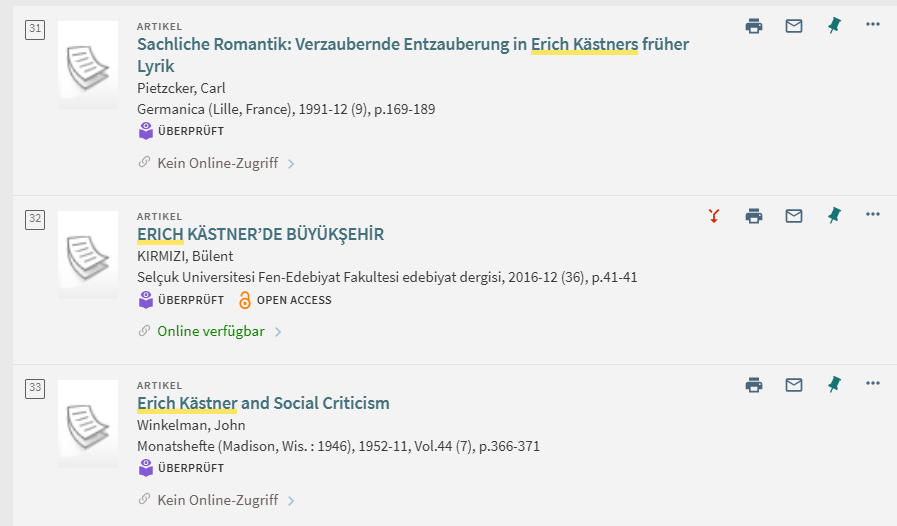 31
ARTIKEL
Sachliche Romantik: Verzaubernde Entzauberung in Erich Kästners früher
Lyrik
Pietzcker, Carl
Germanica (Lille, France), 1991-12 (9), p.169-189
ÜBERPRÜFT
Kein Online-Zugriff
32
ARTIKEL
ERICH KÄSTNER’DE BÜYÜKŞEHİR
KIRMIZI, Bülent
Selçuk Universitesi Fen-Edebiyat Fakultesi edebiyat dergisi, 2016-12 (36), p.41-41
ÜBERPRÜFT OPEN ACCESS
Online verfügbar
33
ARTIKEL
Erich Kästner and Social Criticism
Winkelman, John
Monatshefte (Madison, Wis. : 1946), 1952-11, Vol.44 (7), p.366-371
ÜBERPRÜFT
Kein Online-Zugriff